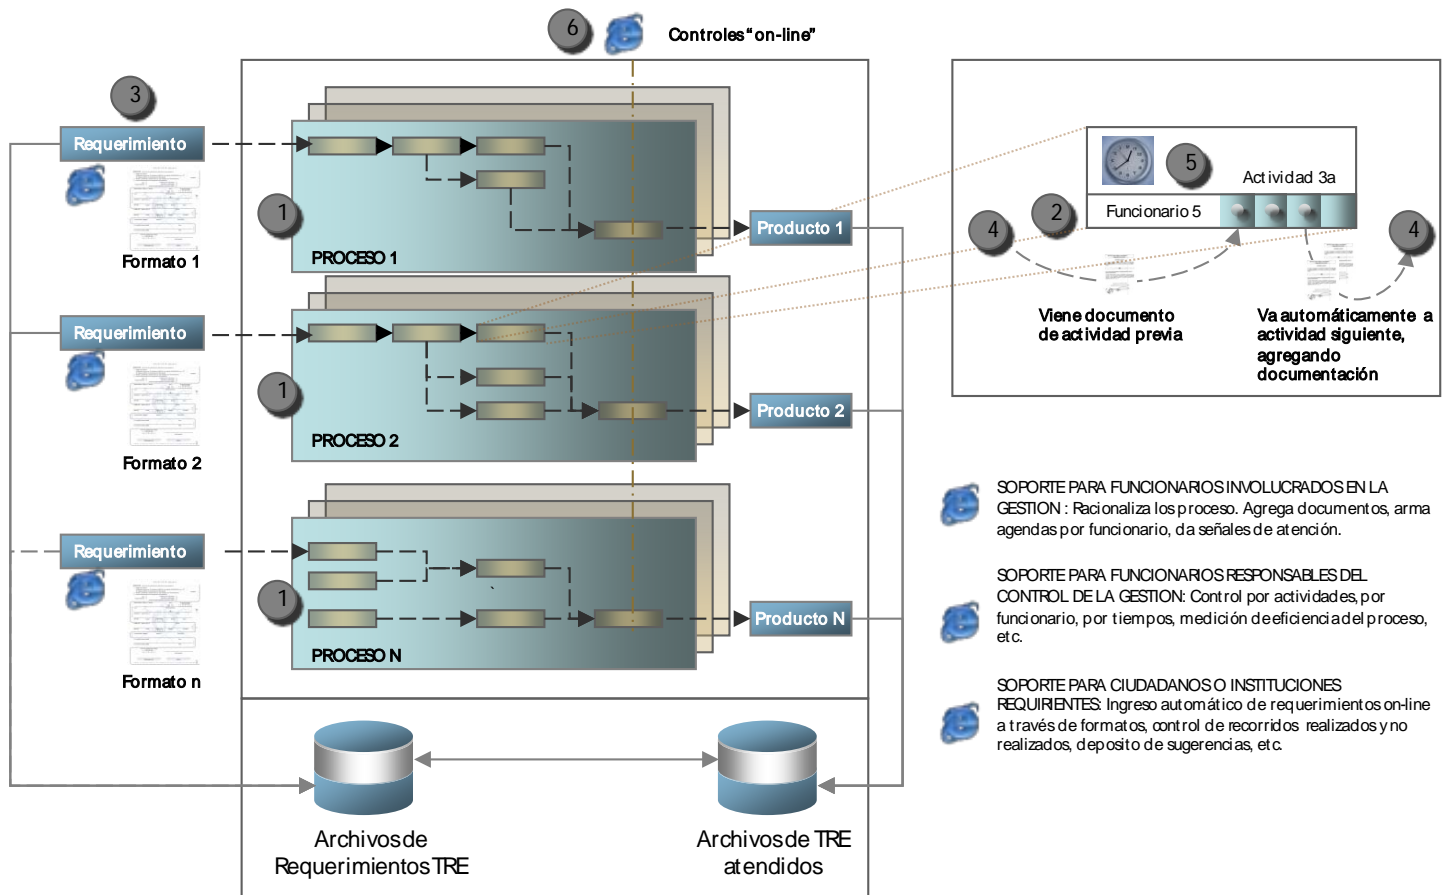 6
Controles "on-line"
3
Requerimiento
Formato 1
1
PROCESO 1
Producto 1
Requerimiento
Formato 2
1
PROCESO 2
Producto 2
Requerimiento
Formato n
1
PROCESO N
Producto N
Archivos de
Requerimientos TRE
Archivos de TRE
atendidos
5
Actividad 3a
2
Funcionario 5
4
4
Viene documento
de actividad previa
Va automáticamente a
actividad siguiente,
agregando
documentación
SOPORTE PARA FUNCIONARIOS INVOLUCRADOS EN LA
GESTION : Racionaliza los proceso. Agrega documentos, arma
agendas por funcionario, da señales de atención.
SOPORTE PARA FUNCIONARIOS RESPONSABLES DEL
CONTROL DE LA GESTION: Control por actividades, por
funcionario, por tiempos, medición de eficiencia del proceso,
etc.
SOPORTE PARA CIUDADANOS O INSTITUCIONES
REQUIRIENTES: Ingreso automático de requerimientos on-line
a través de formatos, control de recorridos realizados y no
realizados, deposito de sugerencias, etc.